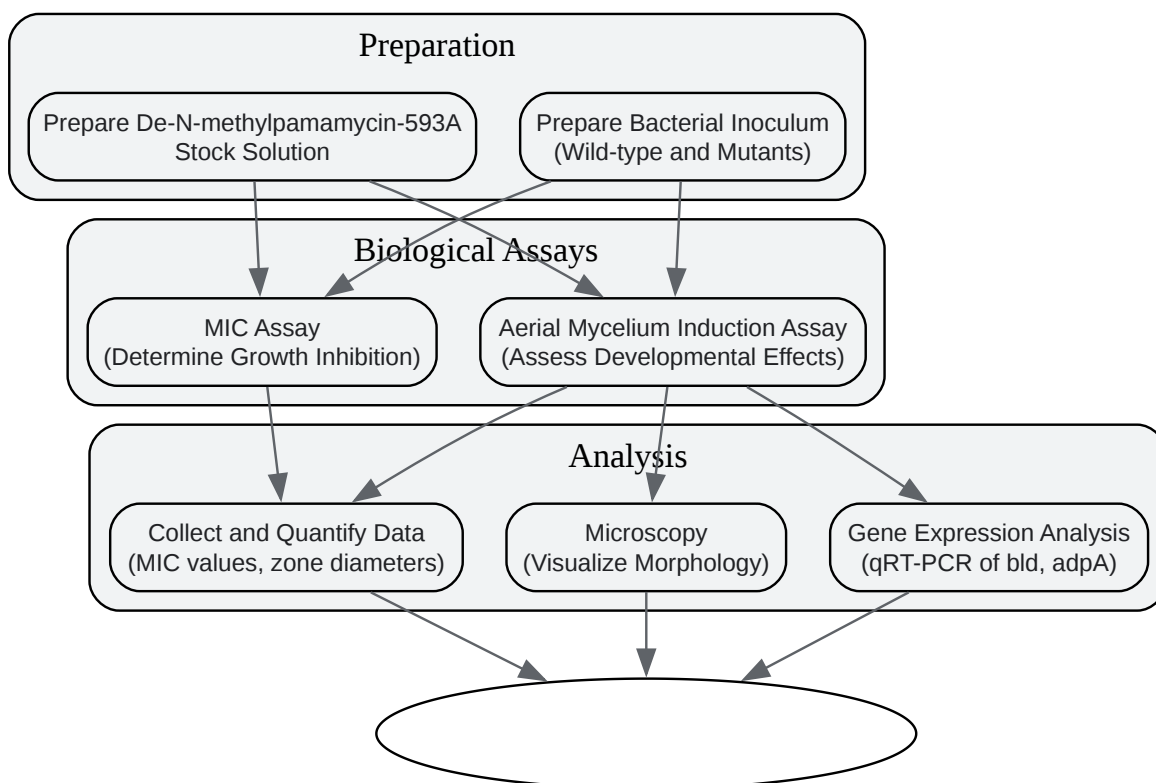 Preparation
Prepare De-N-methylpamamycin-593A
Stock Solution
Prepare Bacterial Inoculum
(Wild-type and Mutants)
Biological Assays
MIC Assay
(Determine Growth Inhibition)
Aerial Mycelium Induction Assay
(Assess Developmental Effects)
Analysis
Collect and Quantify Data
(MIC values, zone diameters)
Microscopy
(Visualize Morphology)
Gene Expression Analysis
(qRT-PCR of bld, adpA)